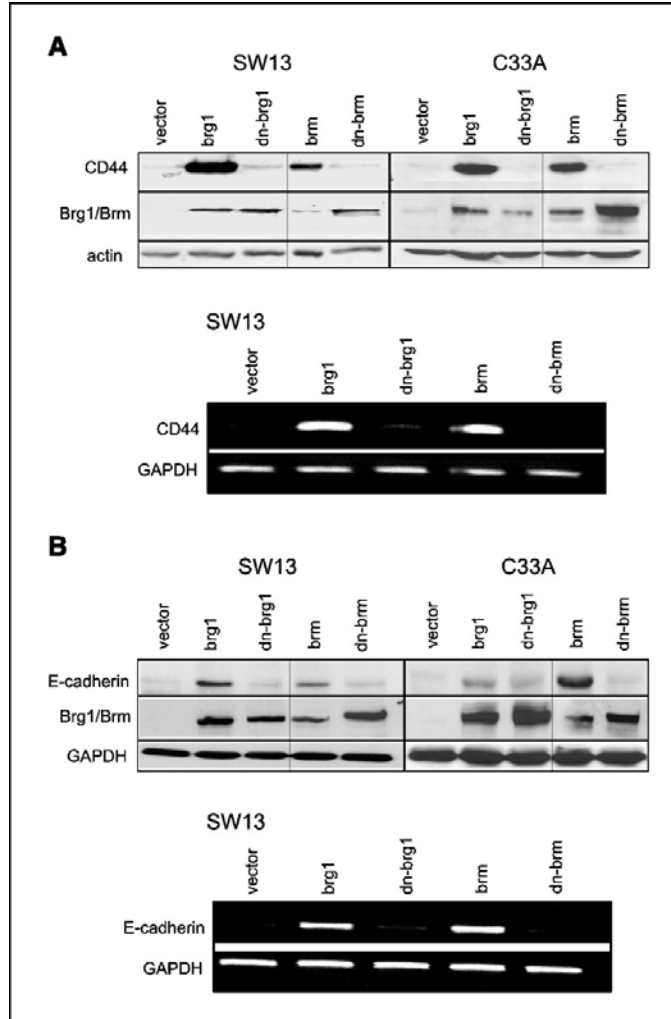 A
SW13 C33A
vector brg1 dn-brg1 brm dn-brm vector brg1 dn-brg1 brm dn-brm
CD44
Brg1/Brm
actin
SW13
vector brg1 dn-brg1 brm dn-brm
CD44
GAPDH
B
SW13 C33A
vector brg1 dn-brg1 brm dn-brm vector brg1 dn-brg1 brm dn-brm
E-cadherin
Brg1/Brm
GAPDH
SW13
vector brg1 dn-brg1 brm dn-brm
E-cadherin
GAPDH